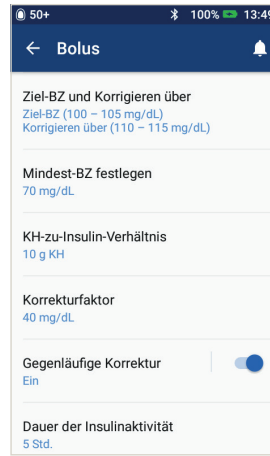 50+ 100% 13:49
Bolus
Ziel-BZ und Korrigieren über
Ziel-BZ (100 – 105 mg/dL)
Korrigieren über (110 – 115 mg/dL)
Mindest-BZ festlegen
70 mg/dL
KH-zu-Insulin-Verhältnis
10 g KH
Korrekturfaktor
40 mg/dL
Gegenläufige Korrektur
Ein
Dauer der Insulinaktivität
5 Std.